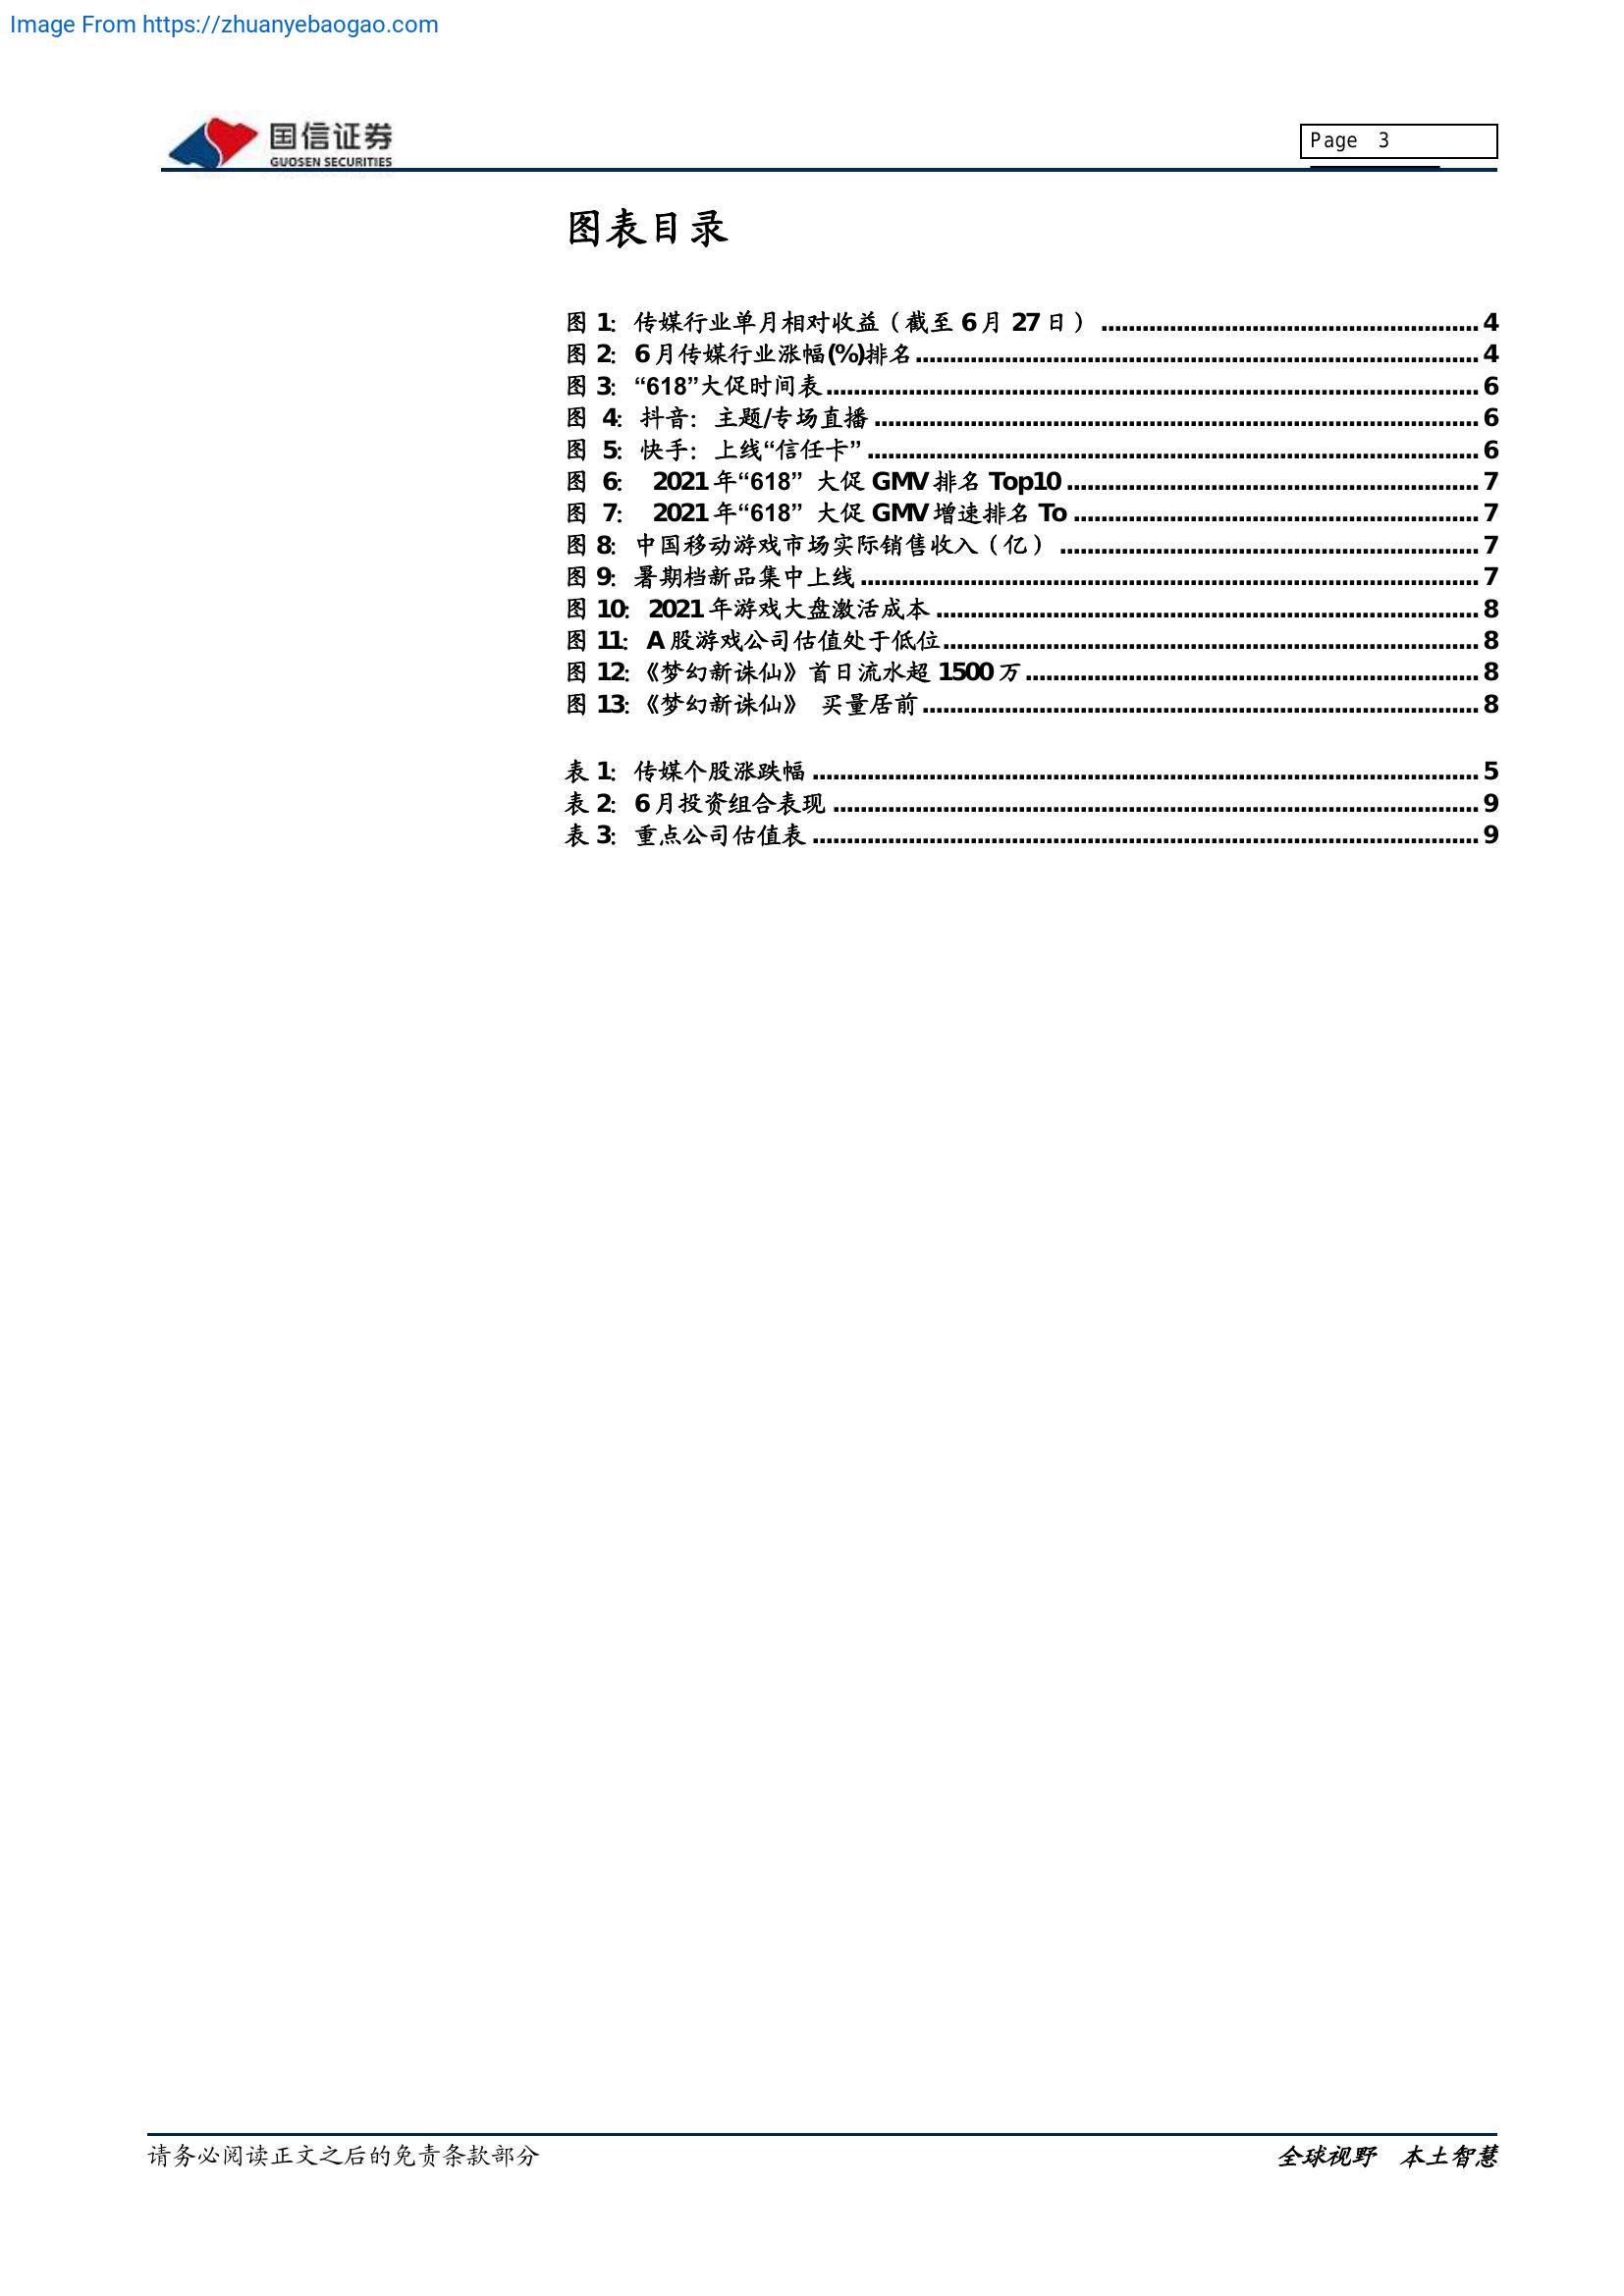 Image From https://zhuanyebaogao.com
国信证券
GUOSEN SECURITIES
Page 3
图表目录
图 1: 传媒行业单月相对收益（截至 6 月 27 日） ........................................................ 4
图 2: 6 月传媒行业涨幅(%)排名 ........................................................ 4
图 3: “618”大促时间表 ........................................................ 6
图 4: 抖音：主题/专场直播 ........................................................ 6
图 5: 快手：上线“信任卡” ........................................................ 6
图 6: 2021 年“618” 大促 GMV 排名 Top10 ........................................................ 7
图 7: 2021 年“618” 大促 GMV 增速排名 To ........................................................ 7
图 8: 中国移动游戏市场实际销售收入（亿） ........................................................ 7
图 9: 暑期档新品集中上线 ........................................................ 7
图 10: 2021 年游戏大盘激活成本 ........................................................ 8
图 11: A 股游戏公司估值处于低位 ........................................................ 8
图 12:《梦幻新诛仙》首日流水超 1500 万 ........................................................ 8
图 13:《梦幻新诛仙》 买量居前 ........................................................ 8
表 1: 传媒个股涨跌幅 ........................................................ 5
表 2: 6 月投资组合表现 ........................................................ 9
表 3: 重点公司估值表 ........................................................ 9
请务必阅读正文之后的免责条款部分
全球视野 本土智慧